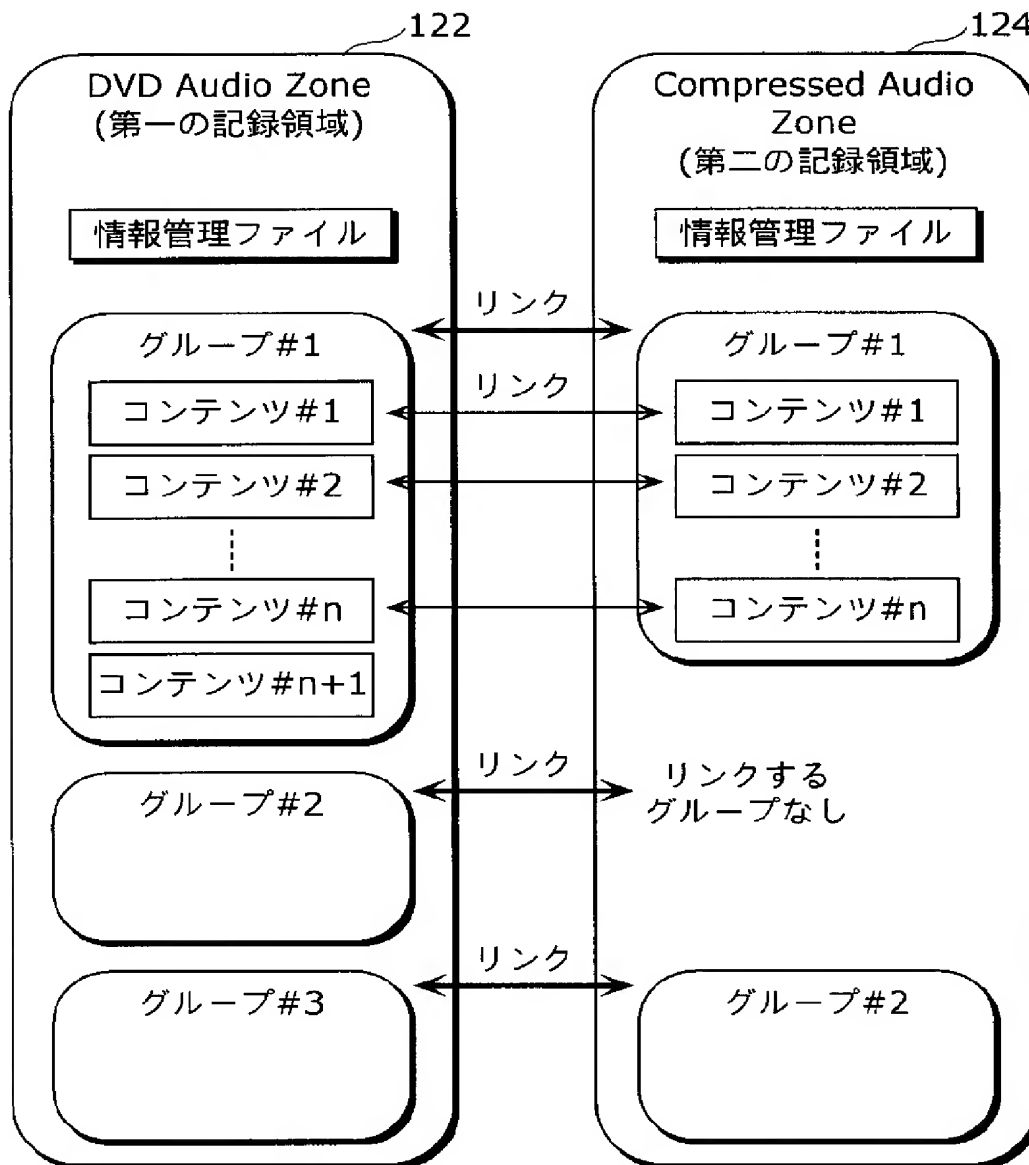 122
DVD Audio Zone
(第一の記録領域)
情報管理ファイル
グループ#1
コンテンツ#1
コンテンツ#2
コンテンツ#n
コンテンツ#n+1
グループ#2
グループ#3
リンク
リンク
リンク
リンク
124
Compressed Audio
Zone
(第二の記録領域)
情報管理ファイル
グループ#1
コンテンツ#1
コンテンツ#2
コンテンツ#n
リンクする
グループなし
グループ#2